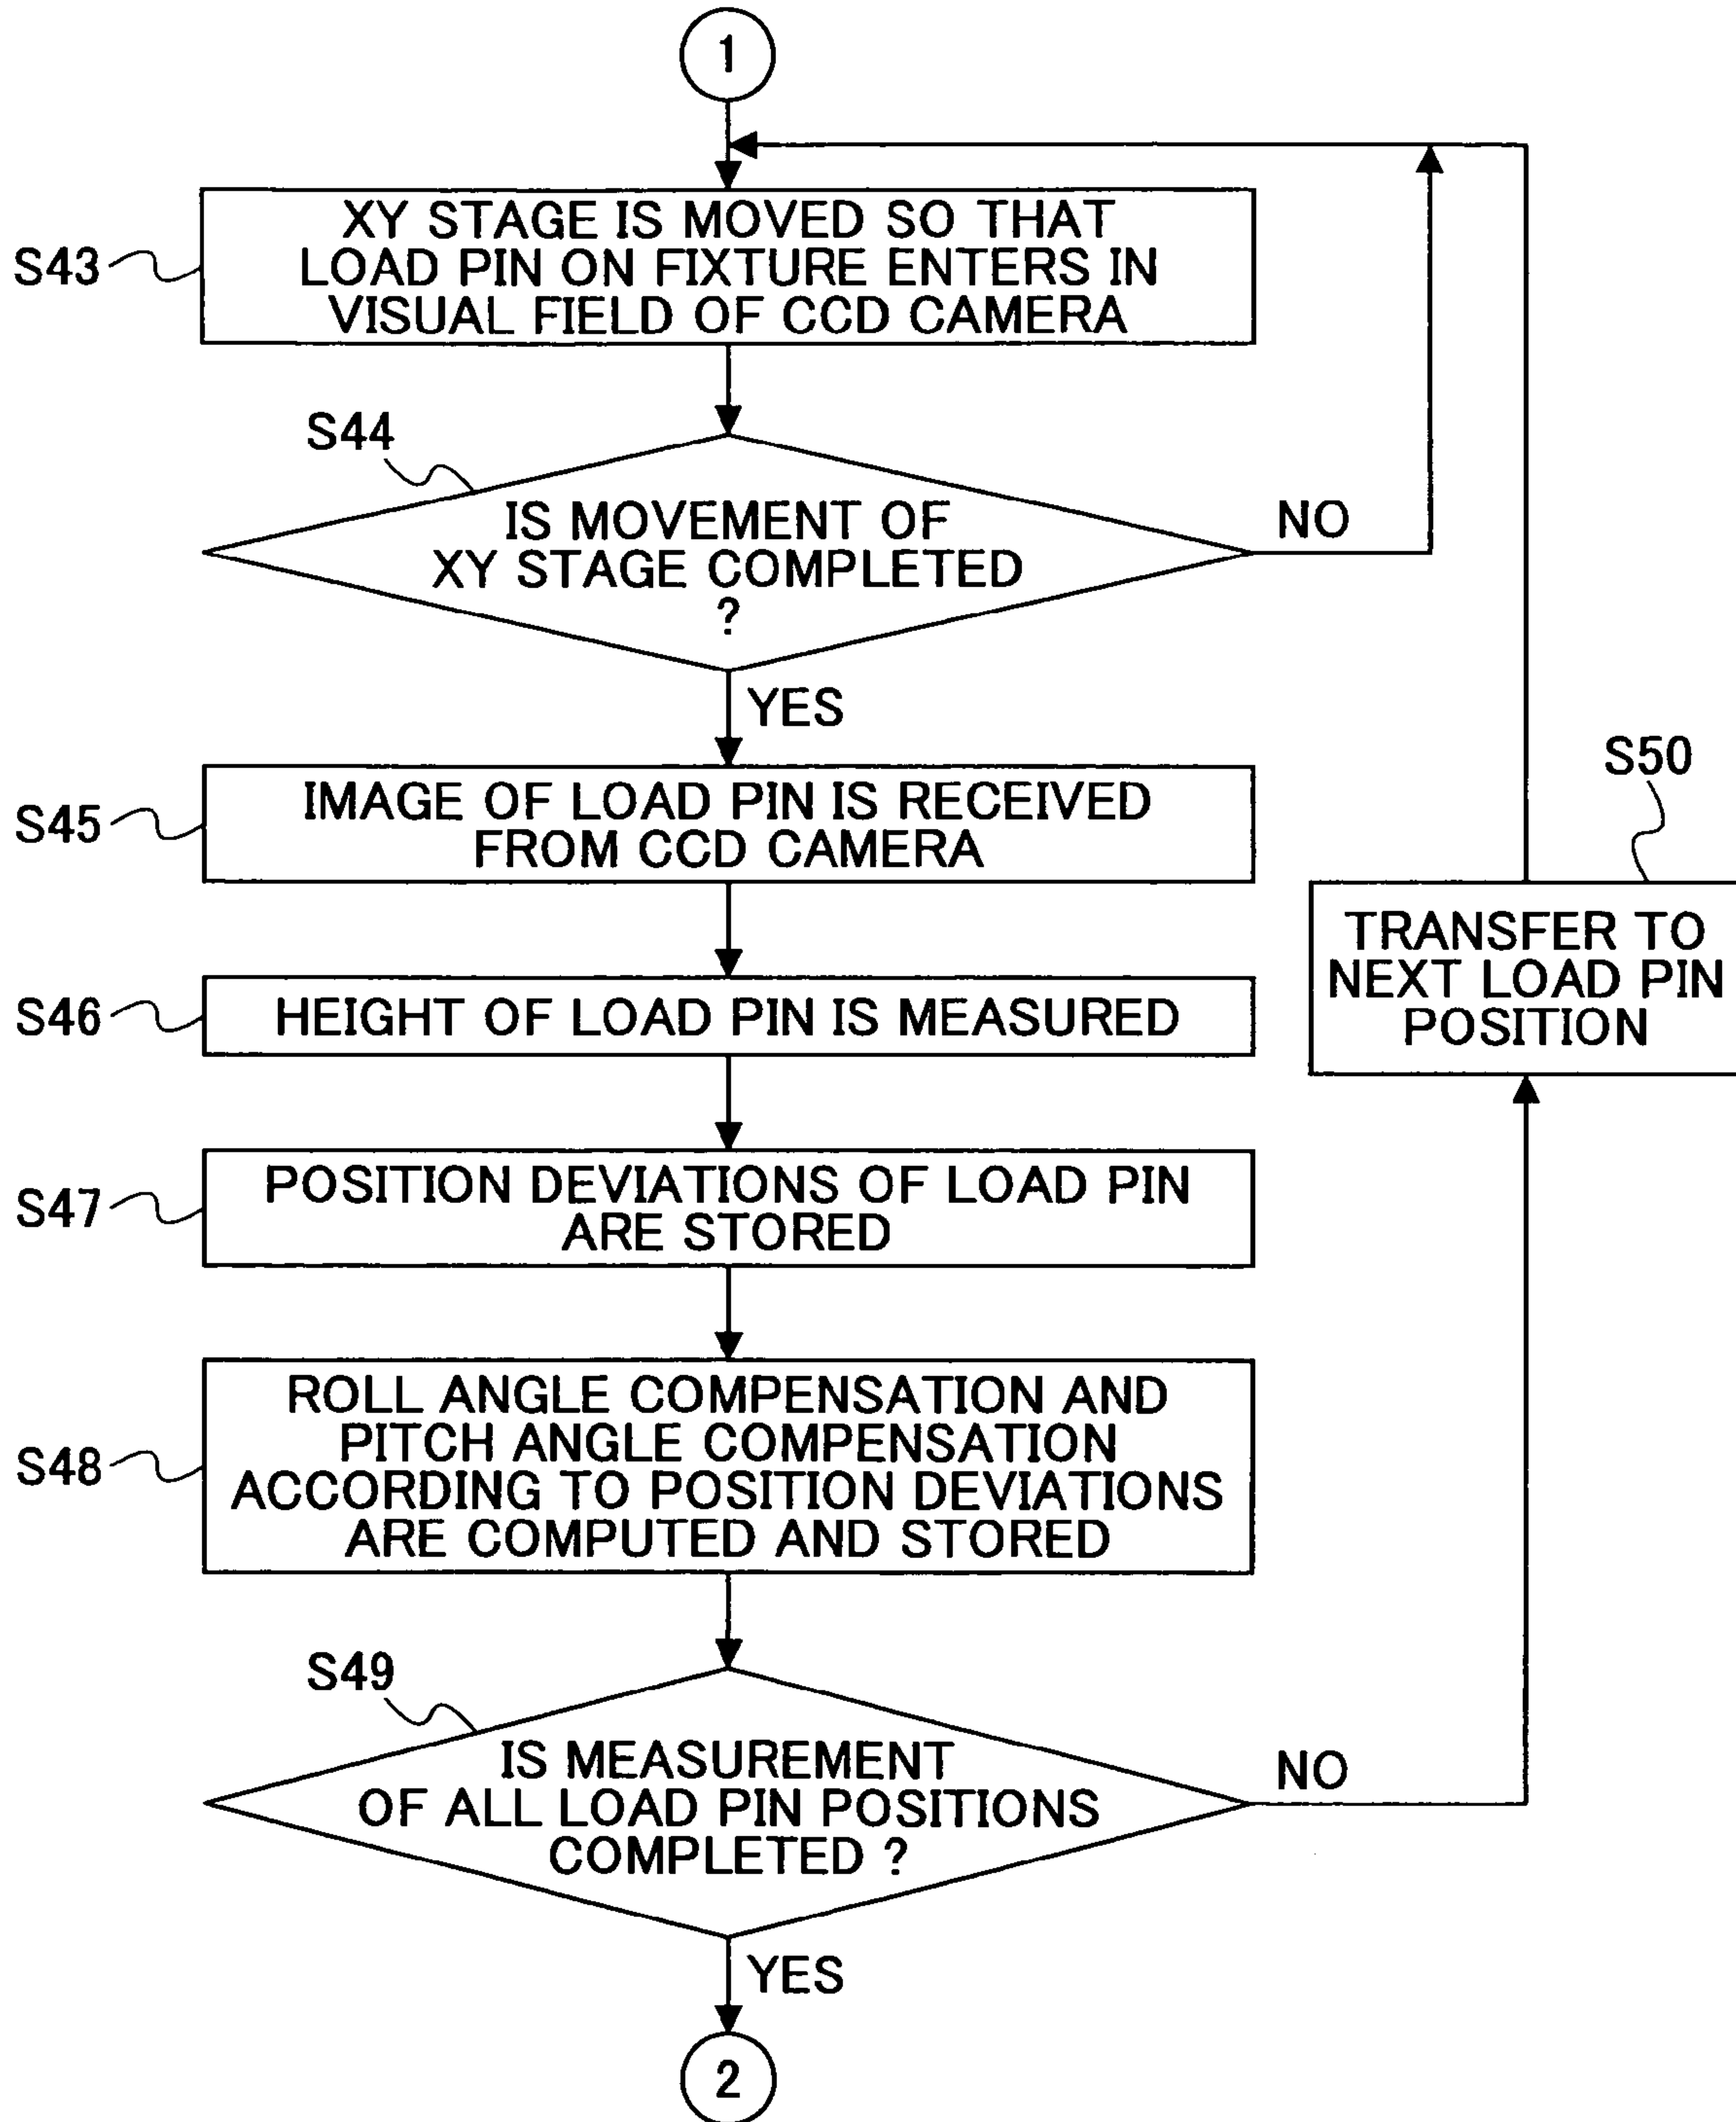 1
S43
XY STAGE IS MOVED SO THAT
LOAD PIN ON FIXTURE ENTERS IN
VISUAL FIELD OF CCD CAMERA
S44
IS MOVEMENT OF
XY STAGE COMPLETED
?
NO
YES
S45
IMAGE OF LOAD PIN IS RECEIVED
FROM CCD CAMERA
S50
TRANSFER TO
NEXT LOAD PIN
POSITION
S46
HEIGHT OF LOAD PIN IS MEASURED
S47
POSITION DEVIATIONS OF LOAD PIN
ARE STORED
S48
ROLL ANGLE COMPENSATION AND
PITCH ANGLE COMPENSATION
ACCORDING TO POSITION DEVIATIONS
ARE COMPUTED AND STORED
S49
IS MEASUREMENT
OF ALL LOAD PIN POSITIONS
COMPLETED ?
NO
YES
2